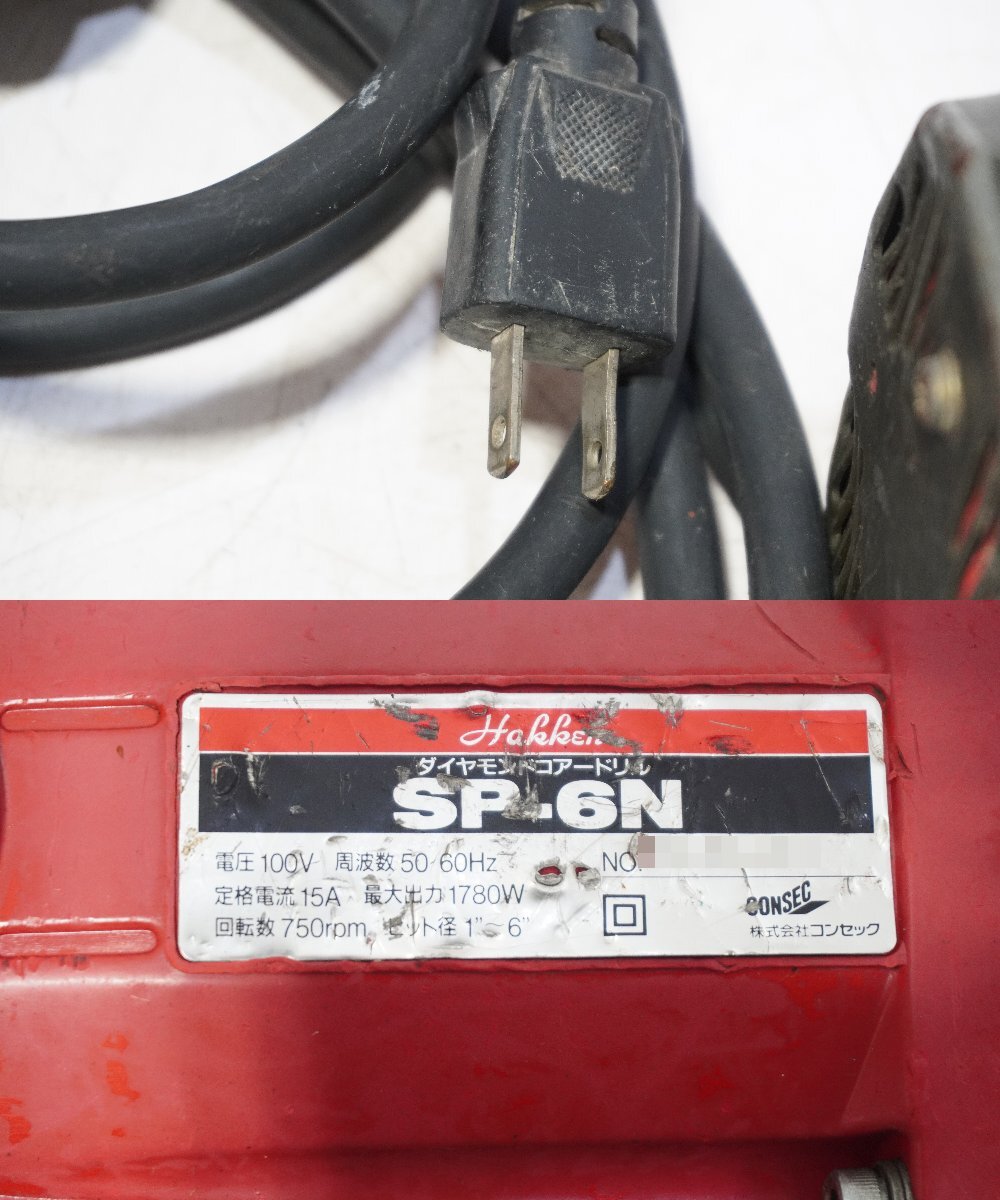 Hakken
ダイヤモンドコアードリル
SP-6N
電圧 100V 周波数 50-60Hz NO.
定格電流 15A 最大出力 1780W
回転数 750rpm ビット径 1"～6"
CONSEC
株式会社コンセック